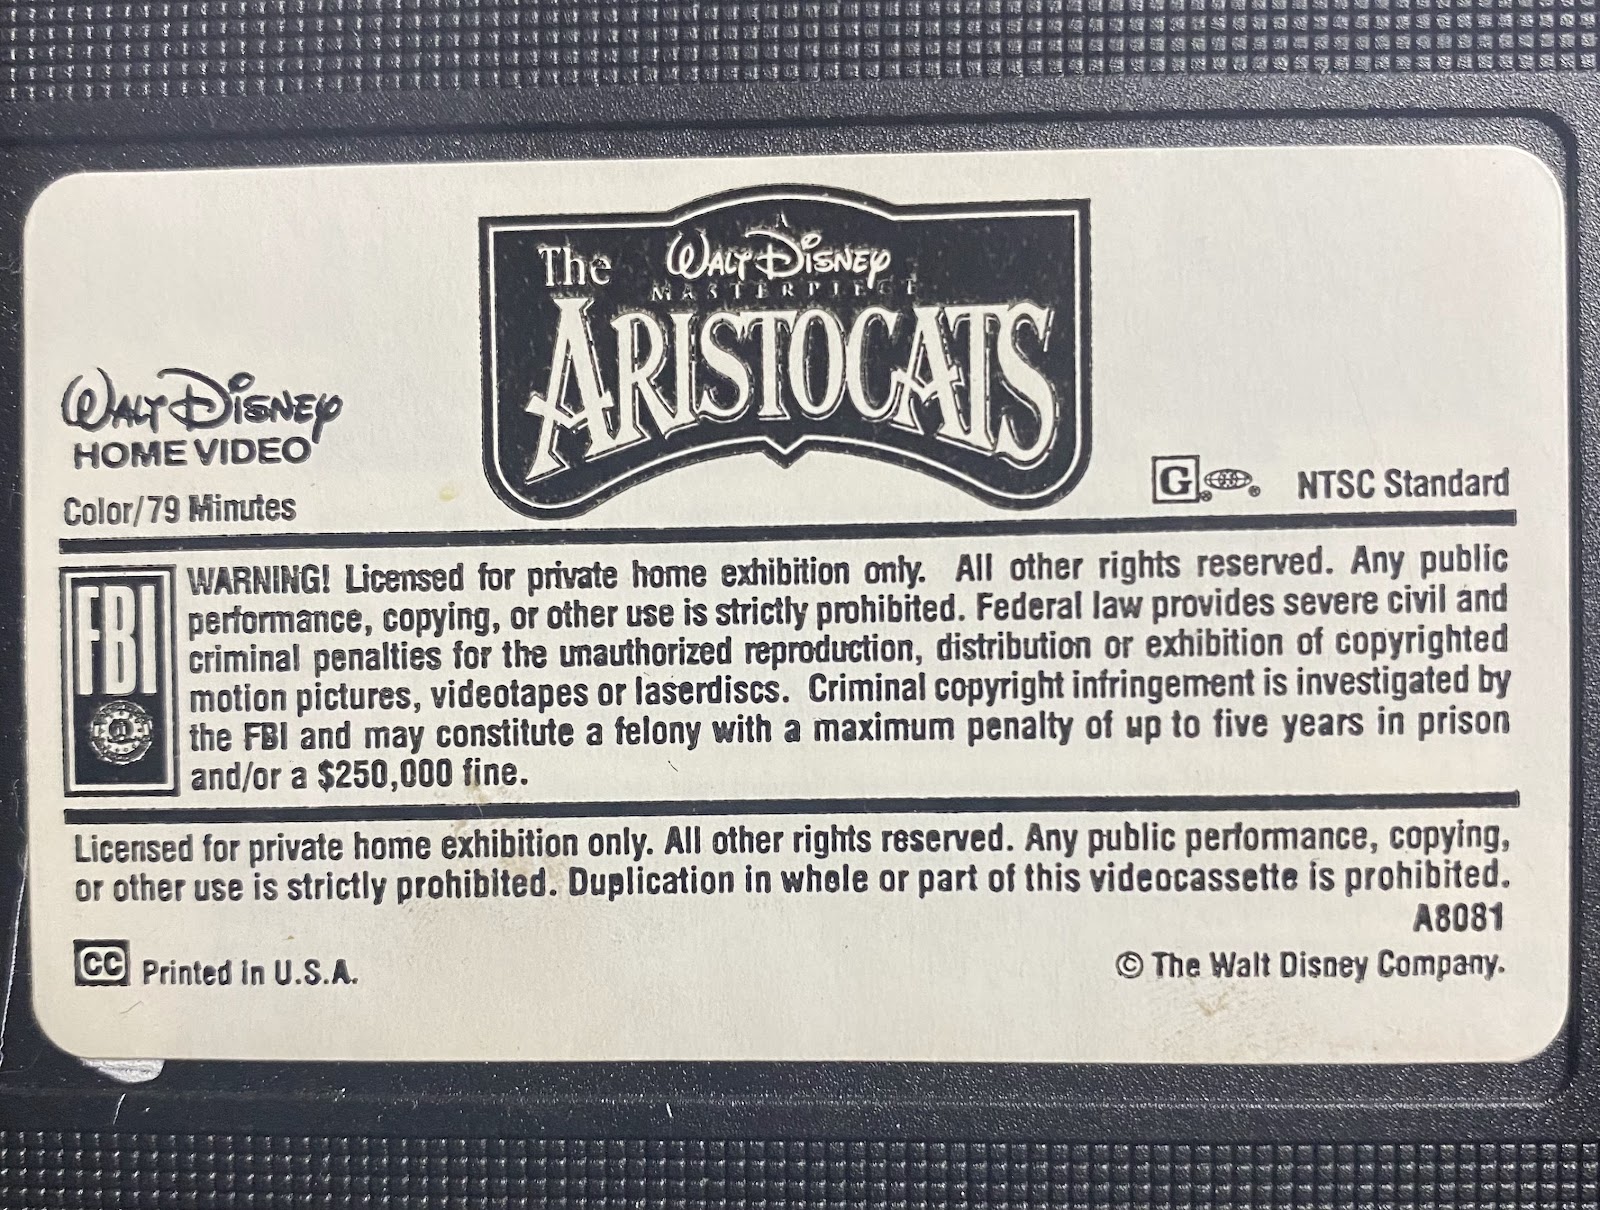 A
The WALT DISNEY
MASTERPIECE
ARISTOCATS
WALT DISNEY
HOME VIDEO
Color/79 Minutes
G ® ® NTSC Standard
FBI
WARNING! Licensed for private home exhibition only. All other rights reserved. Any public
performance, copying, or other use is strictly prohibited. Federal law provides severe civil and
criminal penalties for the unauthorized reproduction, distribution or exhibition of copyrighted
motion pictures, videotapes or laserdiscs. Criminal copyright infringement is investigated by
the FBI and may constitute a felony with a maximum penalty of up to five years in prison
and/or a $250,000 fine.
Licensed for private home exhibition only. All other rights reserved. Any public performance, copying,
or other use is strictly prohibited. Duplication in whole or part of this videocassette is prohibited.
A8081
CC Printed in U.S.A.
© The Walt Disney Company.